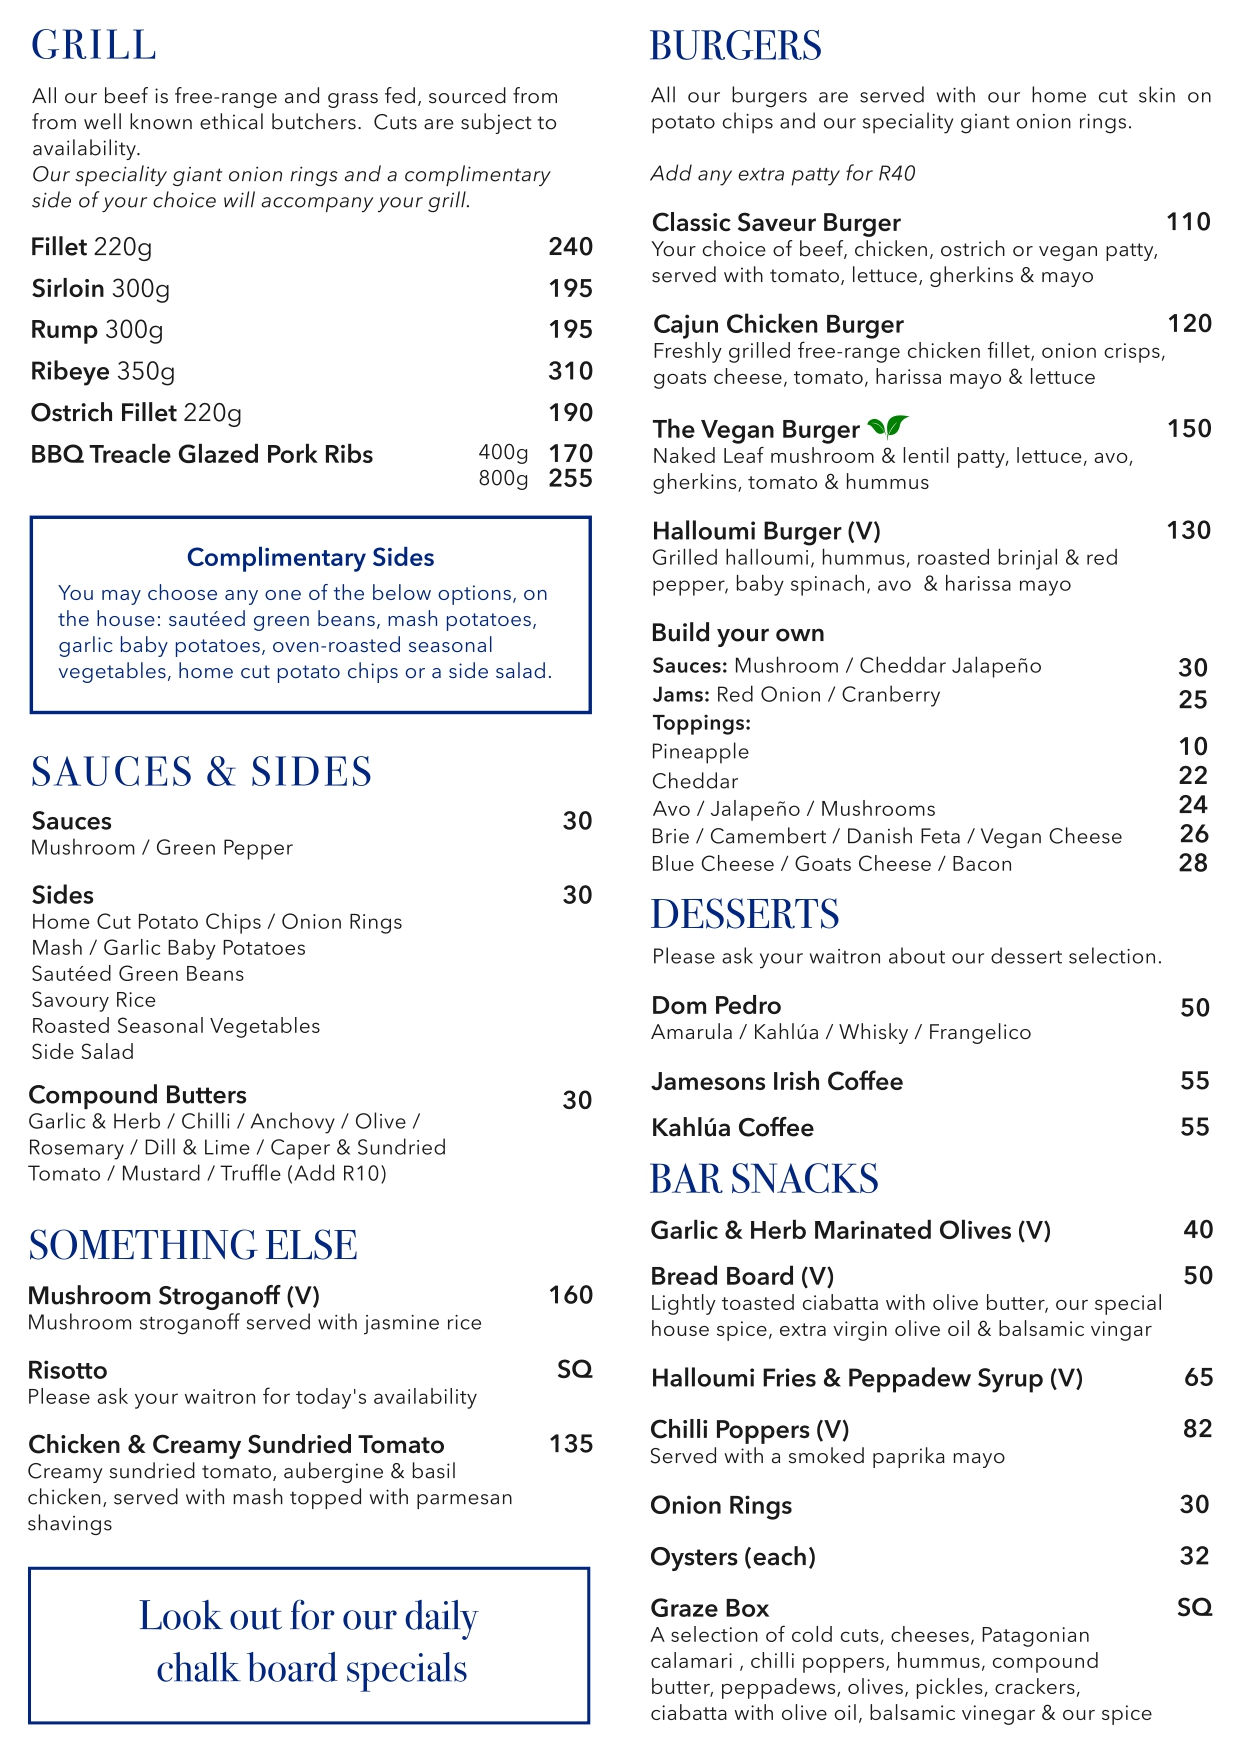 GRILL
All our beef is free-range and grass fed, sourced from
from well known ethical butchers. Cuts are subject to
availability.
Our speciality giant onion rings and a complimentary
side of your choice will accompany your grill.
Fillet 220g 240
Sirloin 300g 195
Rump 300g 195
Ribeye 350g 310
Ostrich Fillet 220g 190
BBQ Treacle Glazed Pork Ribs 400g 170
800g 255
Complimentary Sides
You may choose any one of the below options, on
the house: sautéed green beans, mash potatoes,
garlic baby potatoes, oven-roasted seasonal
vegetables, home cut potato chips or a side salad.
SAUCES & SIDES
Sauces 30
Mushroom / Green Pepper
Sides 30
Home Cut Potato Chips / Onion Rings
Mash / Garlic Baby Potatoes
Sautéed Green Beans
Savoury Rice
Roasted Seasonal Vegetables
Side Salad
Compound Butters 30
Garlic & Herb / Chilli / Anchovy / Olive /
Rosemary / Dill & Lime / Caper & Sundried
Tomato / Mustard / Truffle (Add R10)
SOMETHING ELSE
Mushroom Stroganoff (V) 160
Mushroom stroganoff served with jasmine rice
Risotto SQ
Please ask your waitron for today's availability
Chicken & Creamy Sundried Tomato 135
Creamy sundried tomato, aubergine & basil
chicken, served with mash topped with parmesan
shavings
Look out for our daily
chalk board specials
BURGERS
All our burgers are served with our home cut skin on
potato chips and our speciality giant onion rings.
Add any extra patty for R40
Classic Saveur Burger 110
Your choice of beef, chicken, ostrich or vegan patty,
served with tomato, lettuce, gherkins & mayo
Cajun Chicken Burger 120
Freshly grilled free-range chicken fillet, onion crisps,
goats cheese, tomato, harissa mayo & lettuce
The Vegan Burger 150
Naked Leaf mushroom & lentil patty, lettuce, avo,
gherkins, tomato & hummus
Halloumi Burger (V) 130
Grilled halloumi, hummus, roasted brinjal & red
pepper, baby spinach, avo & harissa mayo
Build your own
Sauces: Mushroom / Cheddar Jalapeño 30
Jams: Red Onion / Cranberry 25
Toppings:
Pineapple 10
Cheddar 22
Avo / Jalapeño / Mushrooms 24
Brie / Camembert / Danish Feta / Vegan Cheese 26
Blue Cheese / Goats Cheese / Bacon 28
DESSERTS
Please ask your waitron about our dessert selection.
Dom Pedro 50
Amarula / Kahlúa / Whisky / Frangelico
Jamesons Irish Coffee 55
Kahlúa Coffee 55
BAR SNACKS
Garlic & Herb Marinated Olives (V) 40
Bread Board (V) 50
Lightly toasted ciabatta with olive butter, our special
house spice, extra virgin olive oil & balsamic vingar
Halloumi Fries & Peppadew Syrup (V) 65
Chilli Poppers (V) 82
Served with a smoked paprika mayo
Onion Rings 30
Oysters (each) 32
Graze Box SQ
A selection of cold cuts, cheeses, Patagonian
calamari , chilli poppers, hummus, compound
butter, peppadews, olives, pickles, crackers,
ciabatta with olive oil, balsamic vinegar & our spice